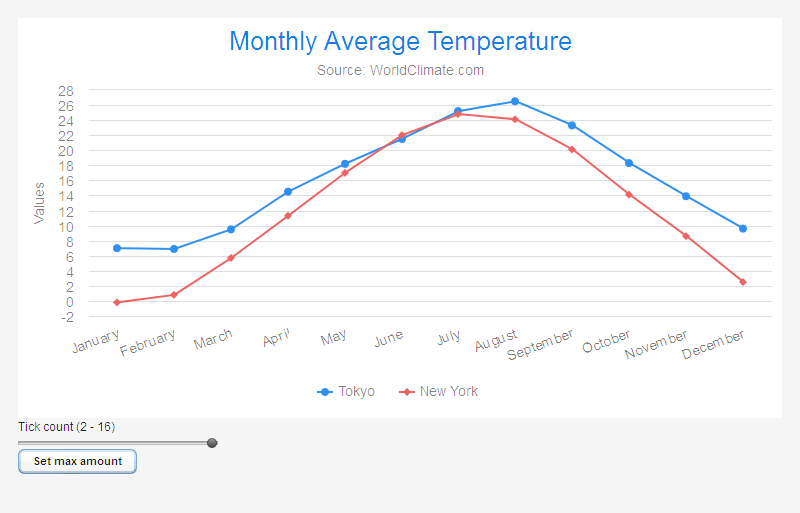 Monthly Average Temperature
Source: WorldClimate.com
Values
28
26
24
22
20
18
16
14
12
10
8
6
4
2
0
-2
January
February
March
April
May
June
July
August
September
October
November
December
Tokyo
New York
Tick count (2 - 16)
Set max amount